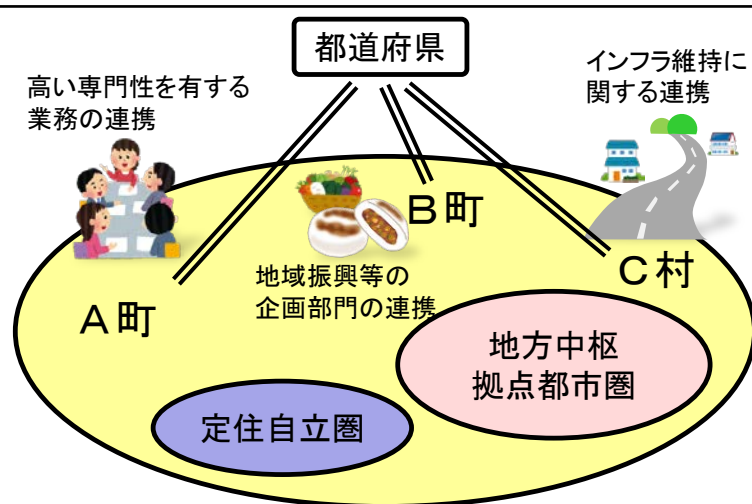 都道府県
高い専門性を有する
業務の連携
インフラ維持に
関する連携
B町
地域振興等の
企画部門の連携
C村
A町
地方中枢
拠点都市圏
定住自立圏